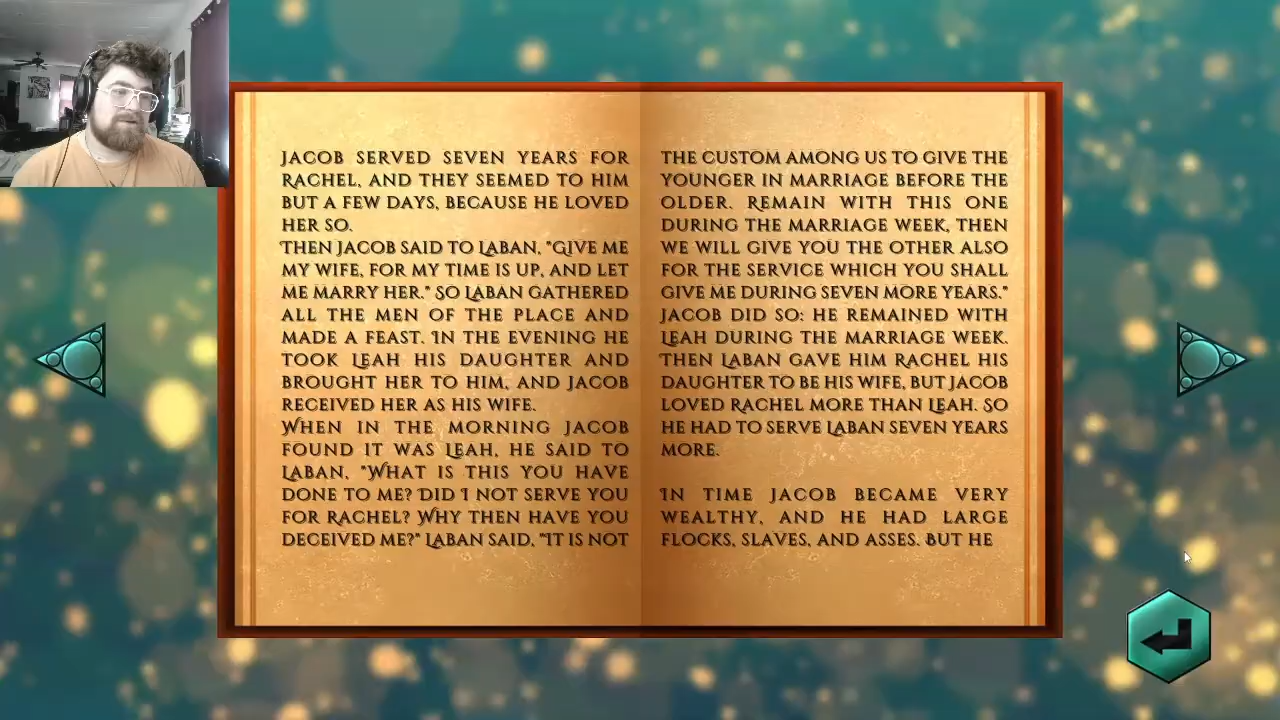 JACOB SERVED SEVEN YEARS FOR
RACHEL, AND THEY SEEMED TO HIM
BUT A FEW DAYS, BECAUSE HE LOVED
HER SO.
THEN JACOB SAID TO LABAN, "GIVE ME
MY WIFE, FOR MY TIME IS UP, AND LET
ME MARRY HER." SO LABAN GATHERED
ALL THE MEN OF THE PLACE AND
MADE A FEAST. IN THE EVENING HE
TOOK LEAH HIS DAUGHTER AND
BROUGHT HER TO HIM, AND JACOB
RECEIVED HER AS HIS WIFE.
WHEN IN THE MORNING JACOB
FOUND IT WAS LEAH, HE SAID TO
LABAN, "WHAT IS THIS YOU HAVE
DONE TO ME? DID I NOT SERVE YOU
FOR RACHEL? WHY THEN HAVE YOU
DECEIVED ME?" LABAN SAID, "IT IS NOT
THE CUSTOM AMONG US TO GIVE THE
YOUNGER IN MARRIAGE BEFORE THE
OLDER. REMAIN WITH THIS ONE
DURING THE MARRIAGE WEEK, THEN
WE WILL GIVE YOU THE OTHER ALSO
FOR THE SERVICE WHICH YOU SHALL
GIVE ME DURING SEVEN MORE YEARS."
JACOB DID SO: HE REMAINED WITH
LEAH DURING THE MARRIAGE WEEK.
THEN LABAN GAVE HIM RACHEL HIS
DAUGHTER TO BE HIS WIFE, BUT JACOB
LOVED RACHEL MORE THAN LEAH. SO
HE HAD TO SERVE LABAN SEVEN YEARS
MORE.
IN TIME JACOB BECAME VERY
WEALTHY, AND HE HAD LARGE
FLOCKS, SLAVES, AND ASSES. BUT HE